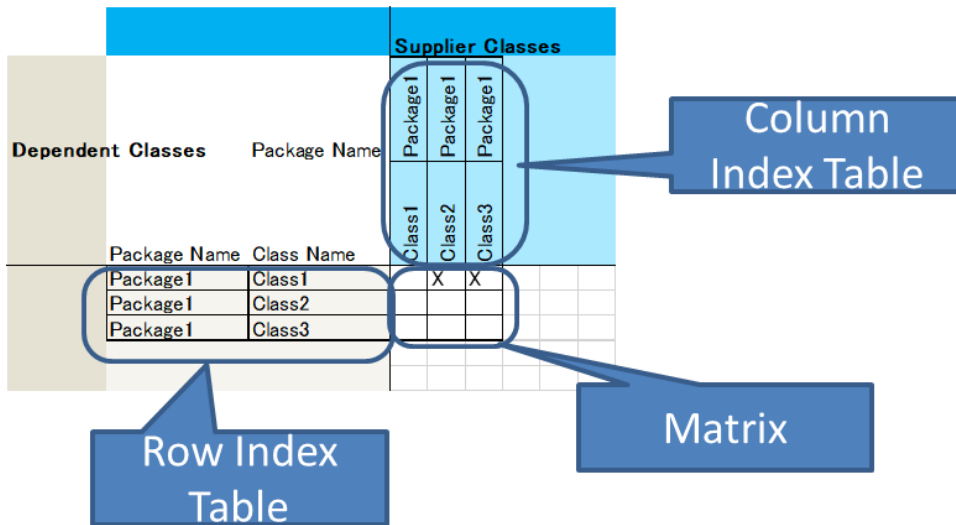 Supplier Classes
Package1 Package1 Package1
Column
Index Table
Dependent Classes Package Name
Class1 Class2 Class3
Package Name Class Name
Package1 Class1 X X
Package1 Class2
Package1 Class3
Matrix
Row Index
Table